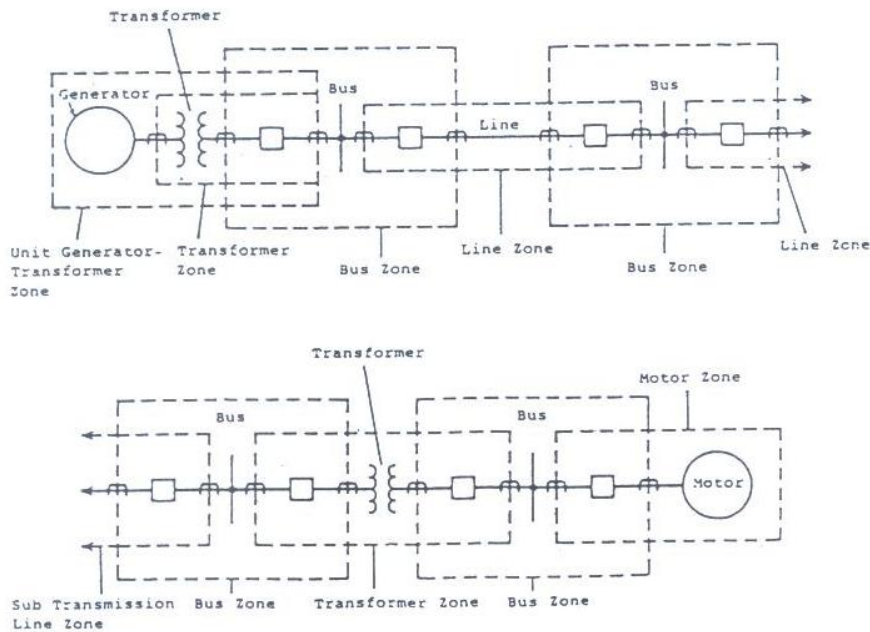 Transformer
Generator
Bus
Line
Bus
Unit Generator-
Transformer
Zone
Transformer
Zone
Bus Zone
Line Zone
Bus Zone
Line Zcne
Transformer
Motor Zone
Bus
Bus
Motor
Sub Transmission
Line Zone
Bus Zone
Transformer Zone
Bus Zone